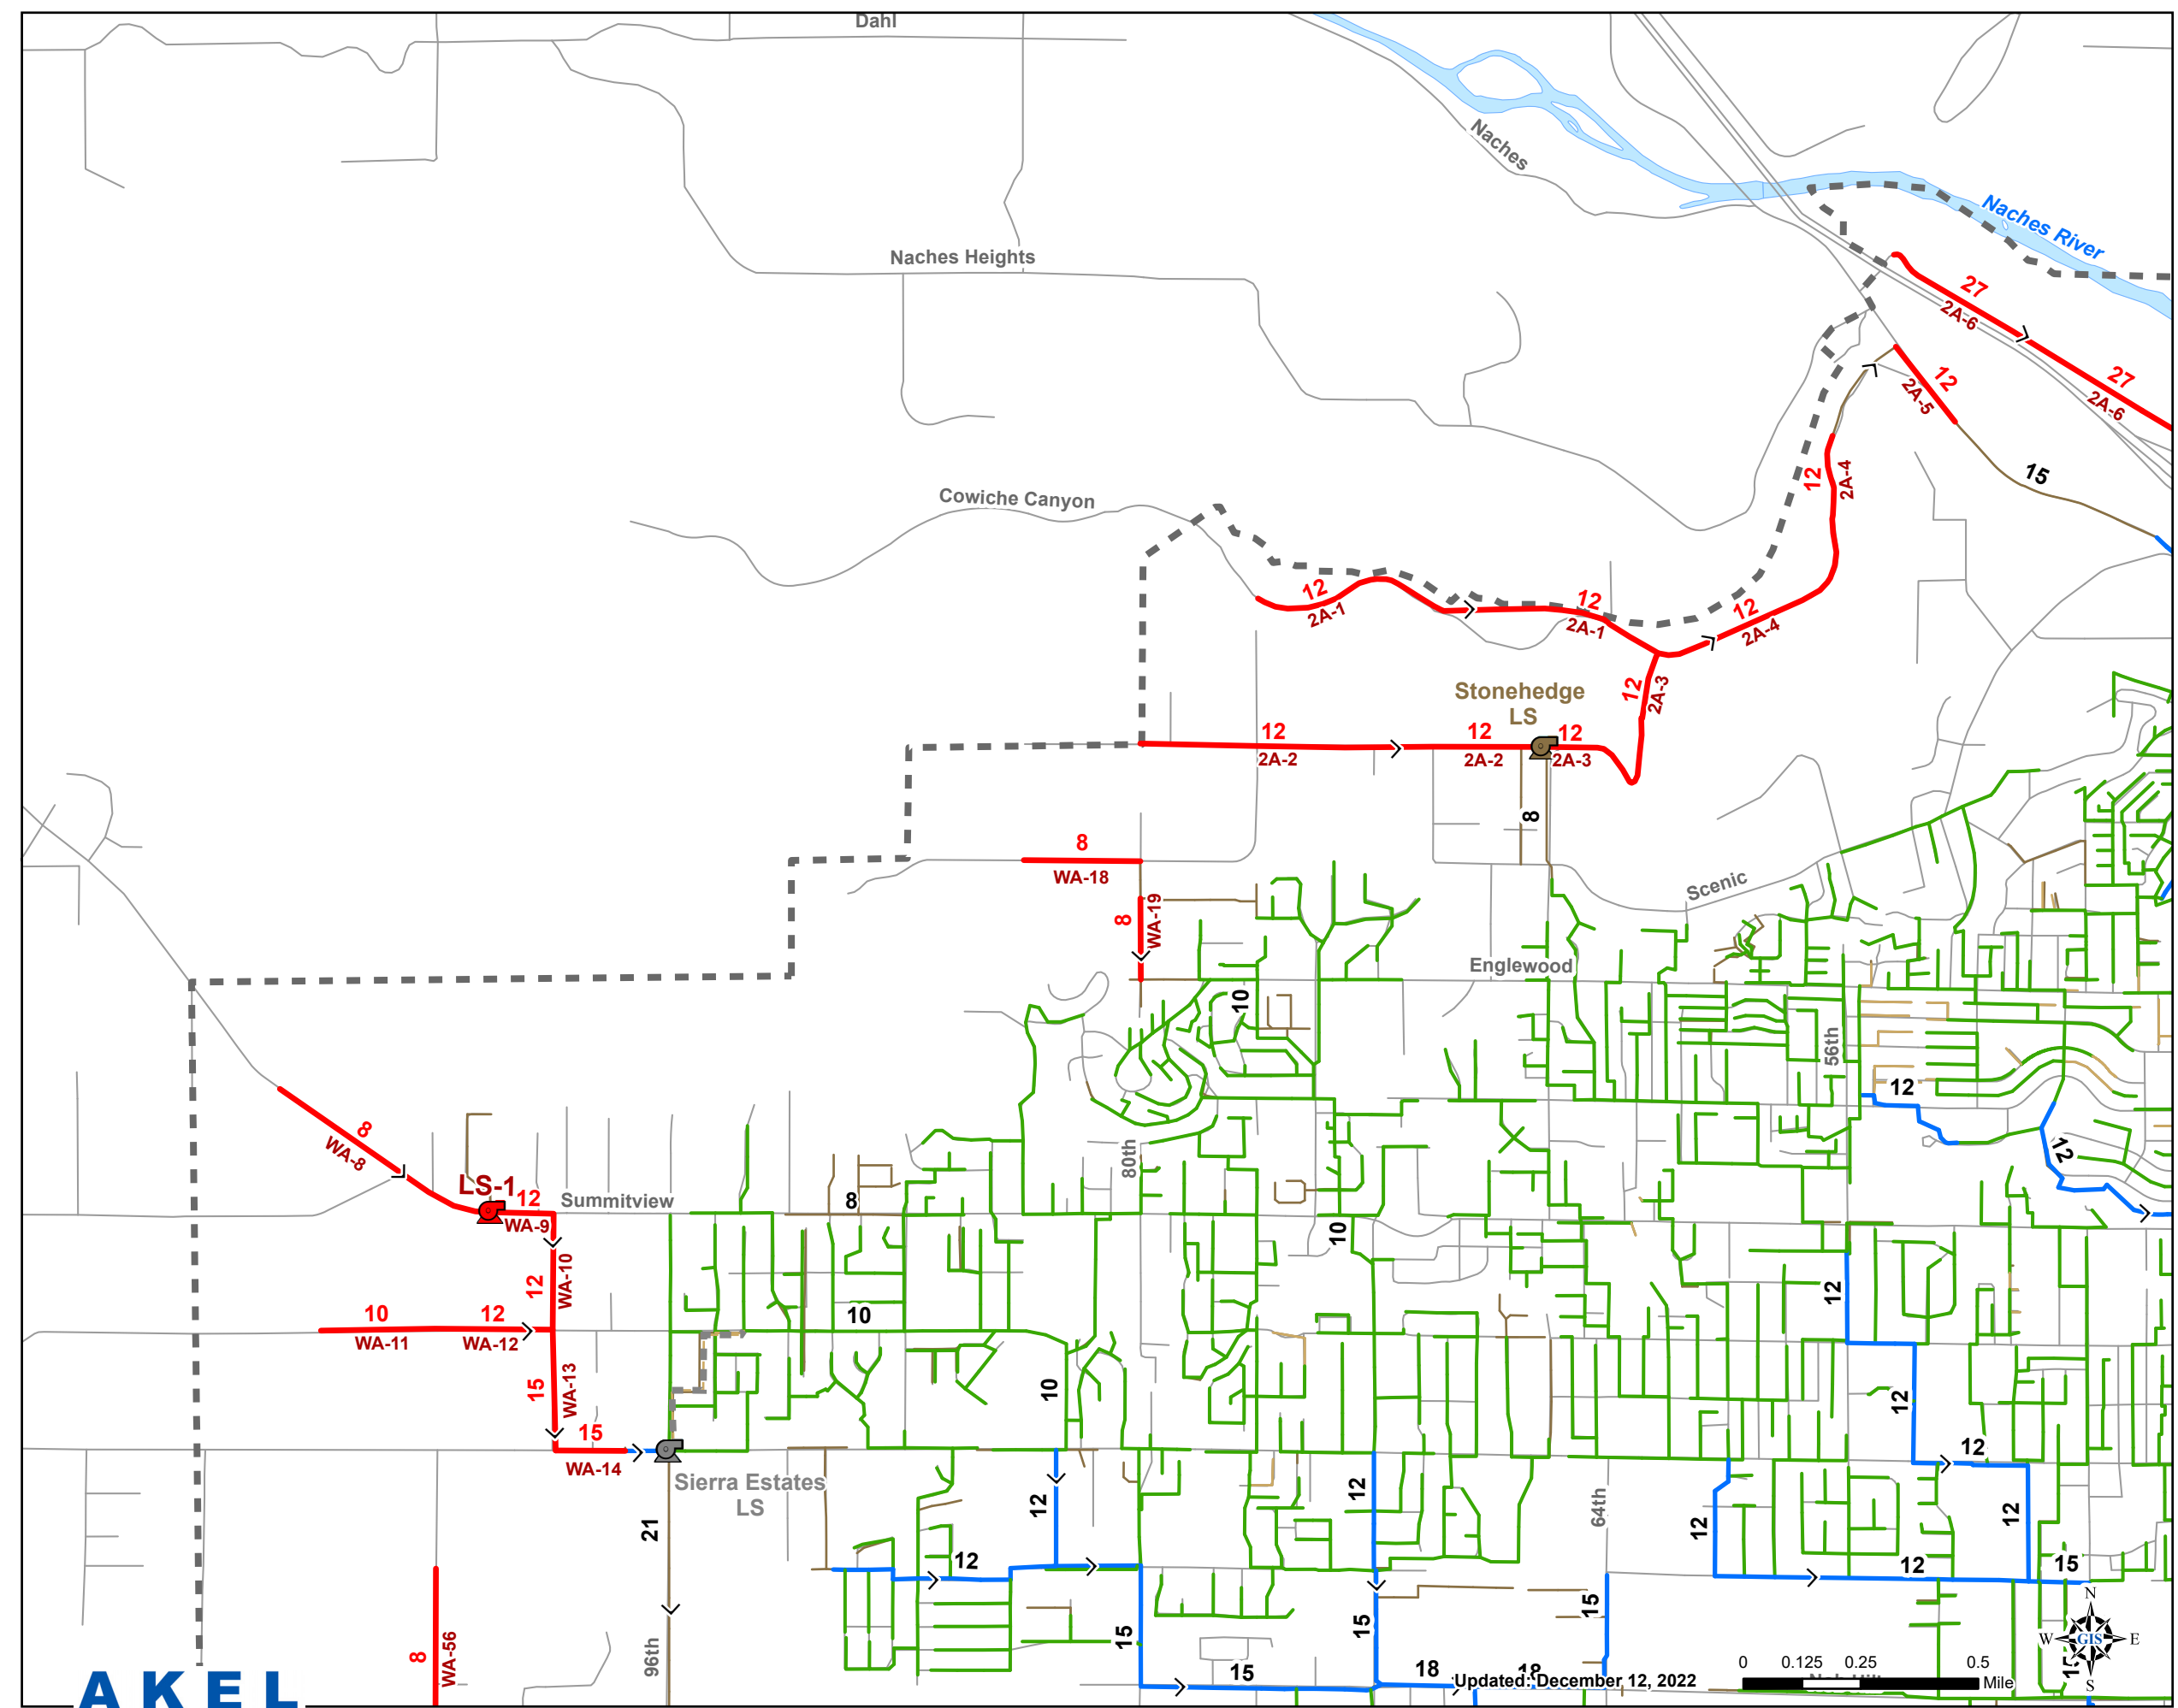 Dahl
Naches
Naches River
Naches Heights
27
2A-6
27
2A-6
12
2A-5
15
Cowiche Canyon
12
2A-4
12
2A-1
12
2A-1
12
2A-4
12
2A-3
Stonehedge
LS
12
2A-2
12
2A-2
12
2A-3
8
8
WA-18
8
WA-19
Scenic
Englewood
10
56th
12
12
8
WA-8
LS-1
12
WA-9
Summitview
8
80th
10
12
WA-10
12
10
WA-11
12
WA-12
10
15
WA-13
10
12
15
WA-14
Sierra Estates
LS
12
21
12
12
64th
12
12
12
12
15
15
15
15
96th
8
WA-56
15
18
18
15
AKEL
Updated: December 12, 2022
0 0.125 0.25 0.5
Mile
N
W GIS E
S